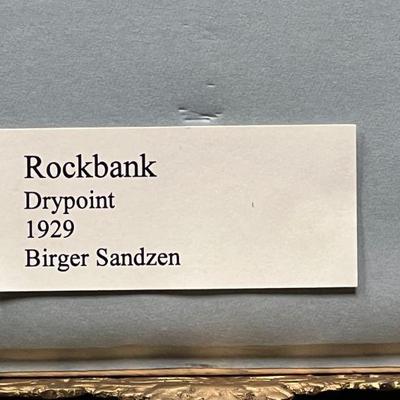 Rockbank
Drypoint
1929
Birger Sandzen